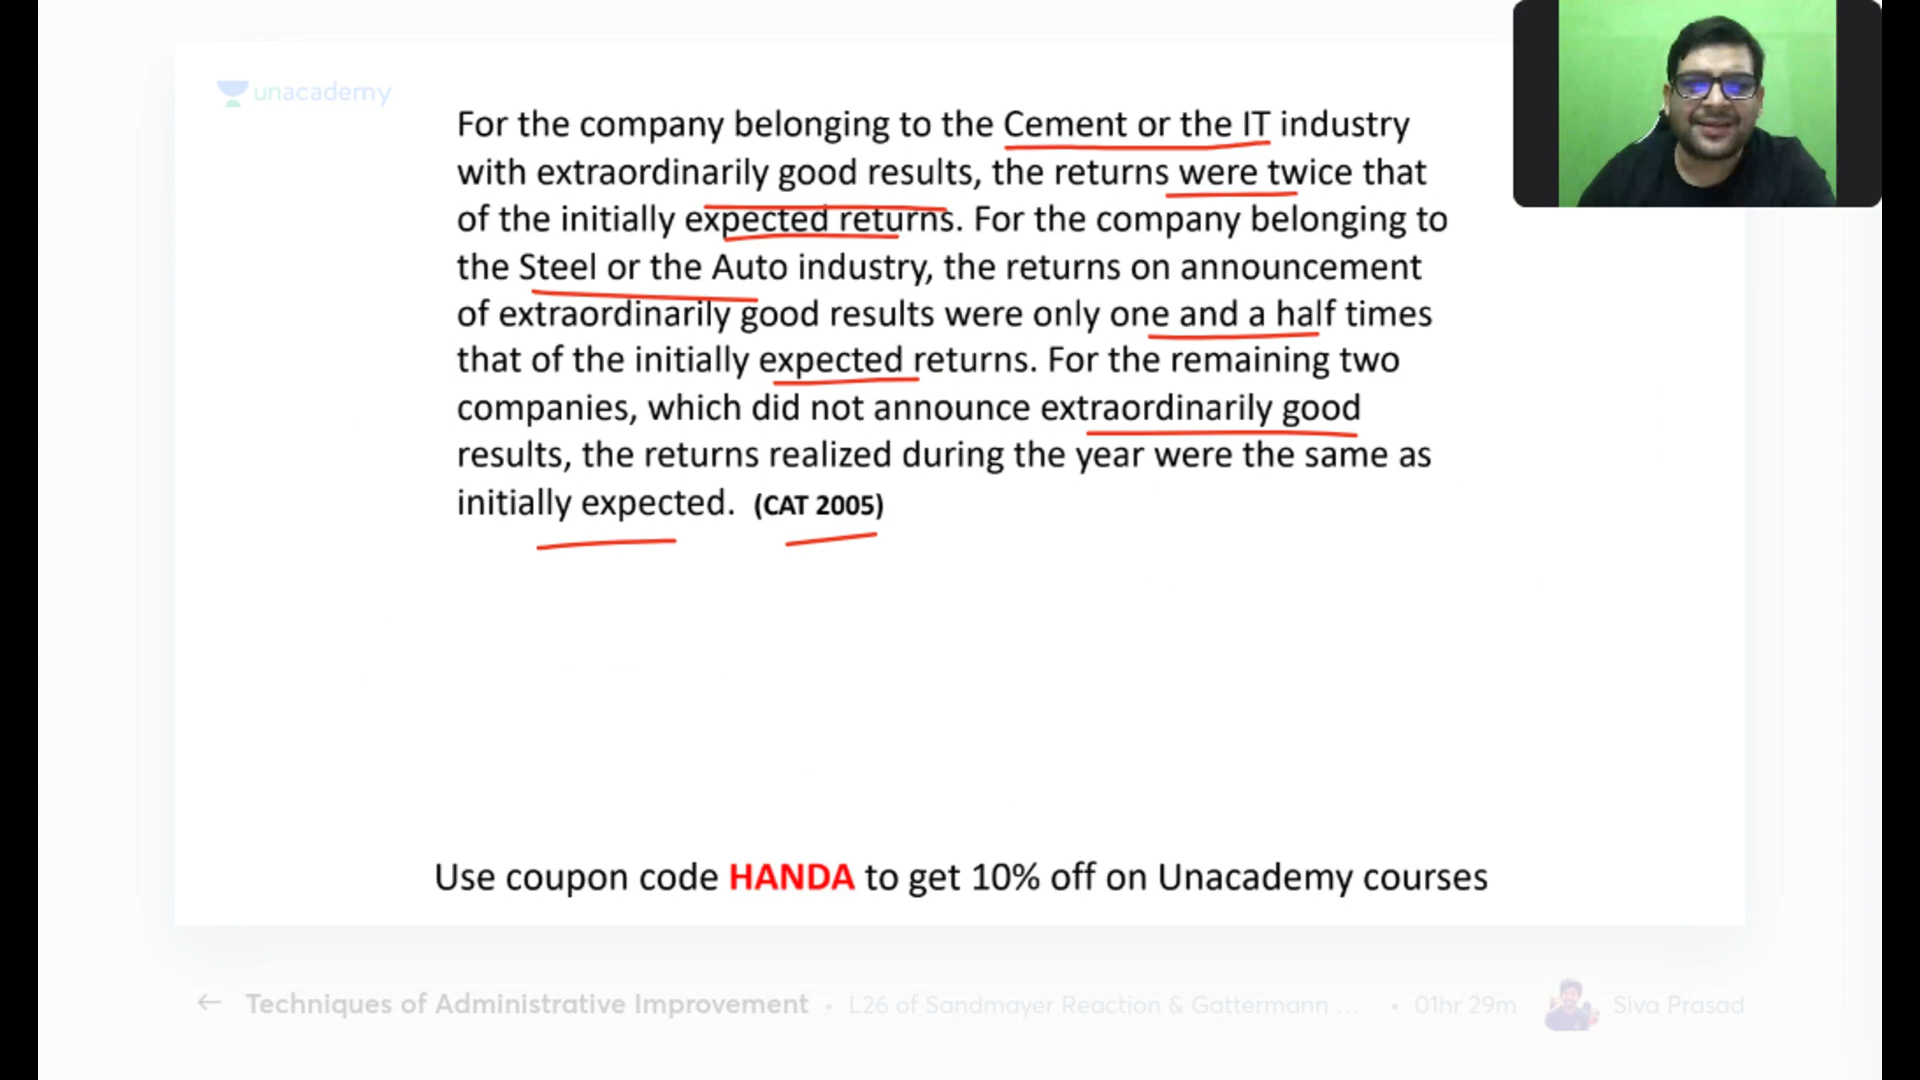 unacademy
For the company belonging to the Cement or the IT industry
with extraordinarily good results, the returns were twice that
of the initially expected returns. For the company belonging to
the Steel or the Auto industry, the returns on announcement
of extraordinarily good results were only one and a half times
that of the initially expected returns. For the remaining two
companies, which did not announce extraordinarily good
results, the returns realized during the year were the same as
initially expected. (CAT 2005)
Use coupon code HANDA to get 10% off on Unacademy courses
← Techniques of Administrative Improvement • L26 of Sandmayer Reaction & Gattermann ... • 01hr 29m Siva Prasad